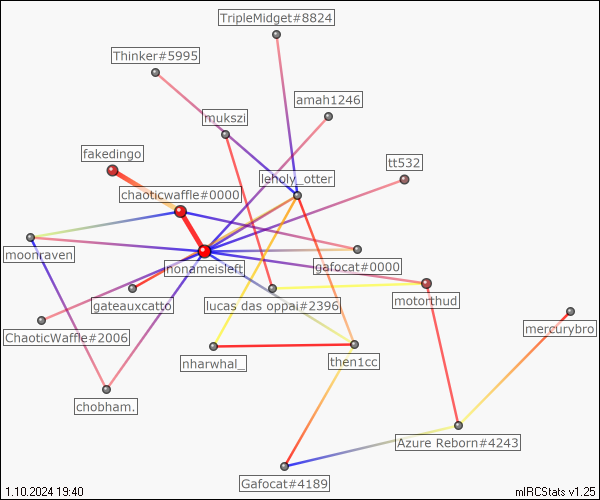 TripleMidget#8824
Thinker#5995
amah1246
mukszi
fakedingo
tt532
leholy_otter
chaoticwaffle#0000
moonraven
nonameisleft
gafocat#0000
gateauxcatto
lucas das oppai#2396
motorthud
ChaoticWaffle#2006
mercurybro
nharwhal_
then1cc
chobham.
Azure Reborn#4243
Gafocat#4189
1.10.2024 19:40
mIRCStats v1.25